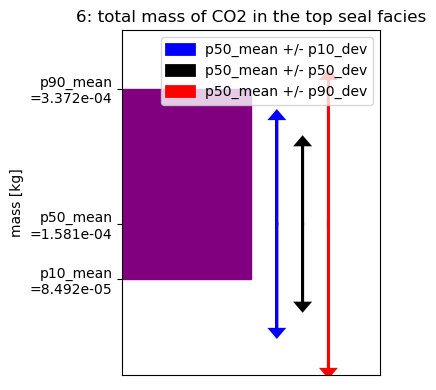 6: total mass of CO2 in the top seal facies
p50_mean +/- p10_dev
p50_mean +/- p50_dev
p50_mean +/- p90_dev
p90_mean
=3.372e-04
p50_mean
=1.581e-04
p10_mean
=8.492e-05
mass [kg]